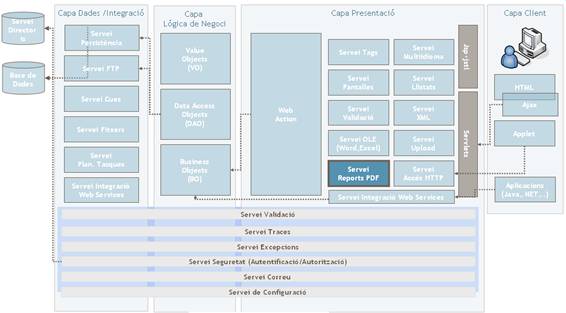 Capa Dades /Integració
Capa
Lògica de Negoci
Capa Presentació
Capa Client
Servei
Director
is
Base de
Dades
Servei
Persistència
Servei FTP
Servei Cues
Servei Fitxers
Servei
Plan. Tasques
Servei Integració
Web Services
Value
Objects
(VO)
Data Access
Objects
(DAO)
Business
Objects
(BO)
Web
Action
Servei Tags
Servei
Pantalles
Servei
Validació
Servei OLE
(Word,Excel)
Servei
Reports PDF
Servei
Multiidioma
Servei
Llistats
Servei
XML
Servei
Upload
Servei
Accés HTTP
Servei Integració Web Services
Jsp-jstl
Servlets
HTML
Ajax
Applet
Aplicacions
(Java, .NET,..)
Servei Validació
Servei Traces
Servei Excepcions
Servei Seguretat (Autentificació/Autorització)
Servei Correu
Servei de Configuració